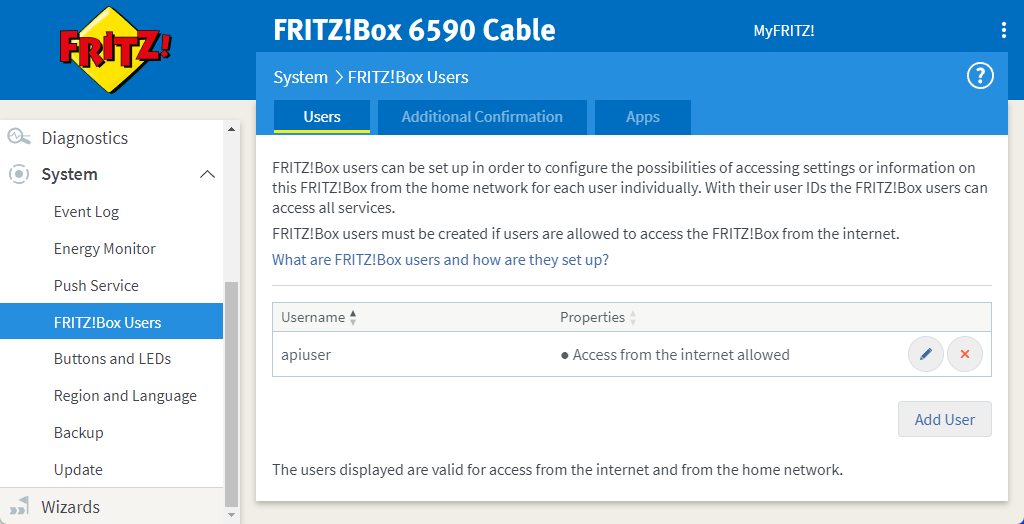 FRITZ!
FRITZ!Box 6590 Cable
MyFRITZ!
System > FRITZ!Box Users
?
Users
Additional Confirmation
Apps
Diagnostics
System
Event Log
Energy Monitor
Push Service
FRITZ!Box Users
Buttons and LEDs
Region and Language
Backup
Update
Wizards
FRITZ!Box users can be set up in order to configure the possibilities of accessing settings or information on
this FRITZ!Box from the home network for each user individually. With their user IDs the FRITZ!Box users can
access all services.
FRITZ!Box users must be created if users are allowed to access the FRITZ!Box from the internet.
What are FRITZ!Box users and how are they set up?
Username
Properties
apiuser
● Access from the internet allowed
Add User
The users displayed are valid for access from the internet and from the home network.